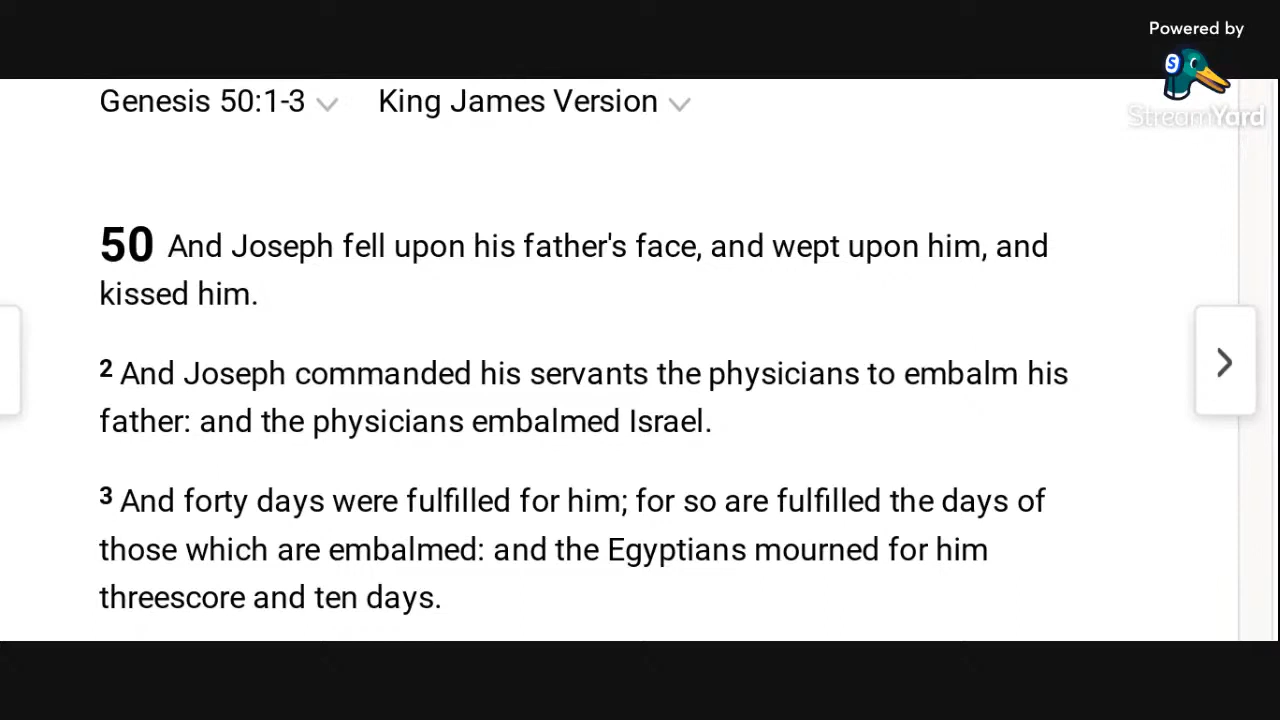 Powered by
S
StreamYard
Genesis 50:1-3 King James Version
50 And Joseph fell upon his father's face, and wept upon him, and
kissed him.
2 And Joseph commanded his servants the physicians to embalm his
father: and the physicians embalmed Israel.
3 And forty days were fulfilled for him; for so are fulfilled the days of
those which are embalmed: and the Egyptians mourned for him
threescore and ten days.